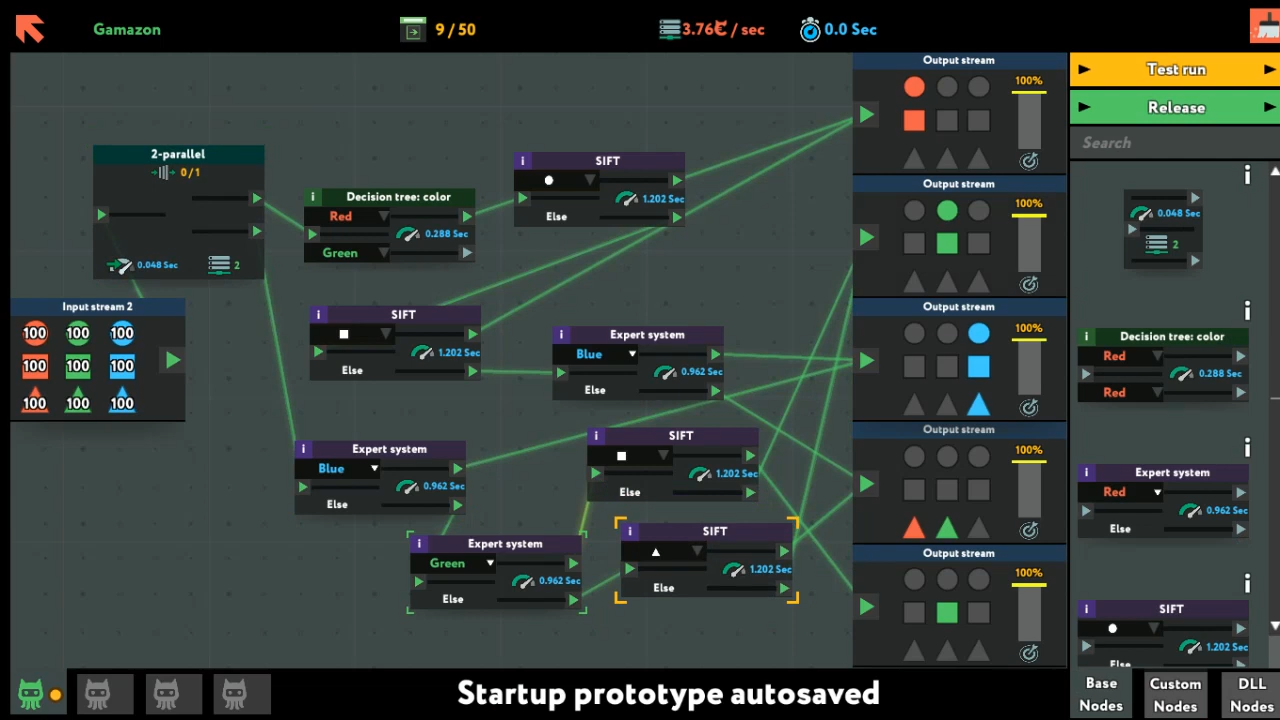 Gamazon
9 / 50
3.76€ / sec
0.0 Sec
Test run
Release
Search
2-parallel
0/1
0.048 Sec
2
Input stream 2
100 100 100
100 100 100
100 100 100
Decision tree: color
Red
0.288 Sec
Green
SIFT
1.202 Sec
Else
SIFT
1.202 Sec
Else
Expert system
Blue
0.962 Sec
Else
Expert system
Blue
0.962 Sec
Else
SIFT
1.202 Sec
Else
Expert system
Green
0.962 Sec
Else
SIFT
1.202 Sec
Else
Output stream
100%
Output stream
100%
Output stream
100%
Output stream
100%
Output stream
100%
0.048 Sec
2
Decision tree: color
Red
0.288 Sec
Red
Expert system
Red
0.962 Sec
Else
SIFT
1.202 Sec
Else
Startup prototype autosaved
Base Nodes
Custom Nodes
DLL Nodes